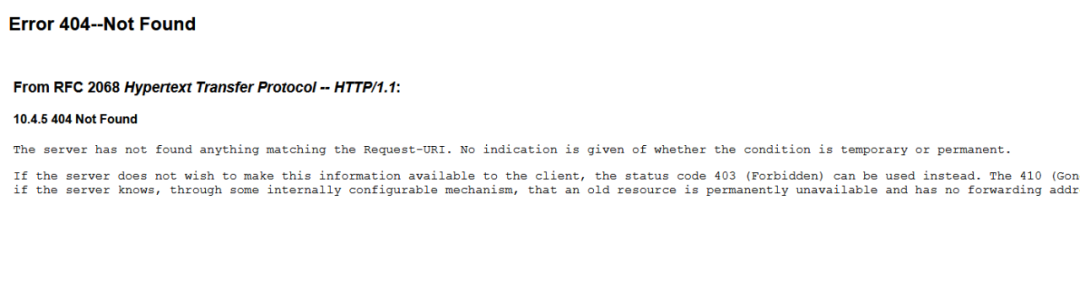 Error 404--Not Found
From RFC 2068 Hypertext Transfer Protocol -- HTTP/1.1:
10.4.5 404 Not Found
The server has not found anything matching the Request-URI. No indication is given of whether the condition is temporary or permanent.
If the server does not wish to make this information available to the client, the status code 403 (Forbidden) can be used instead. The 410 (Gon
if the server knows, through some internally configurable mechanism, that an old resource is permanently unavailable and has no forwarding addr